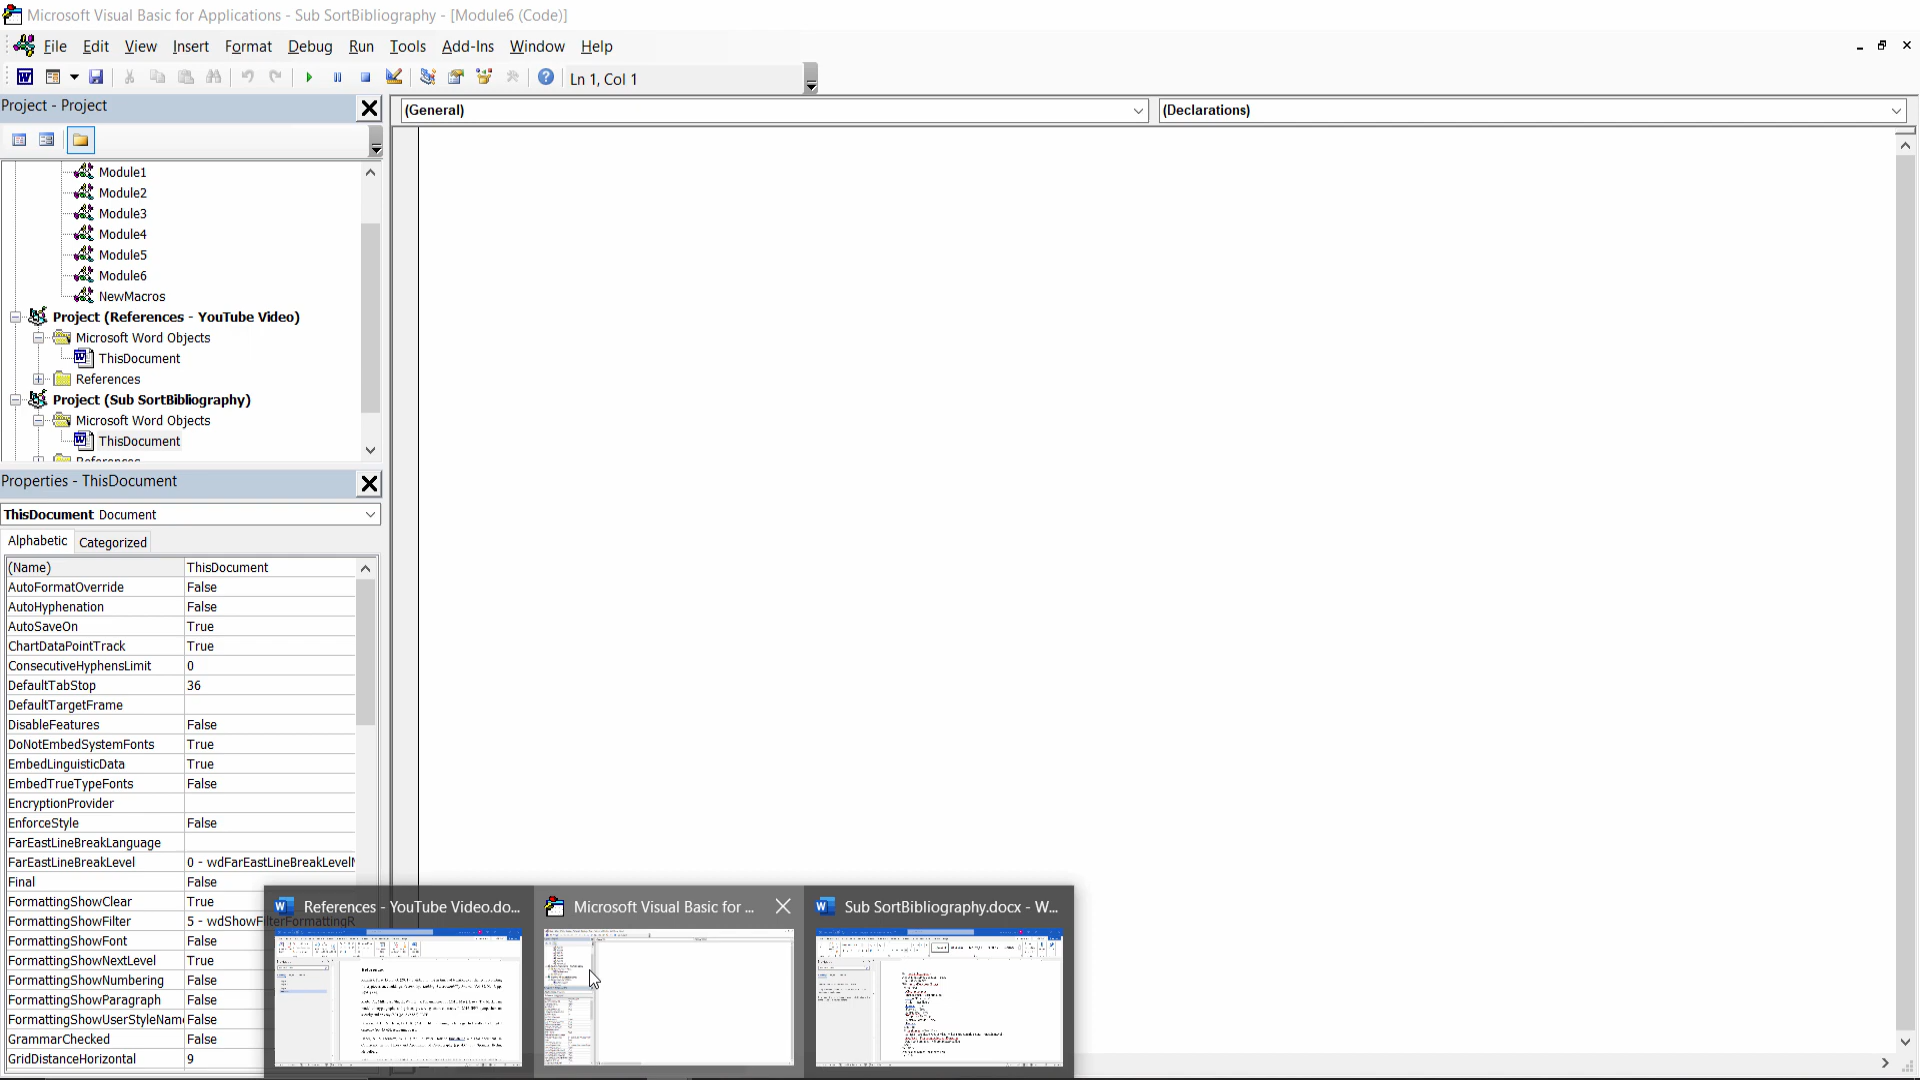 Microsoft Visual Basic for Applications - Sub SortBibliography - [Module6 (Code)]
File Edit View Insert Format Debug Run Tools Add-Ins Window Help
Ln 1, Col 1
Project - Project
(General)
(Declarations)
Module1
Module2
Module3
Module4
Module5
Module6
NewMacros
Project (References - YouTube Video)
Microsoft Word Objects
ThisDocument
References
Project (Sub SortBibliography)
Microsoft Word Objects
ThisDocument
References
Properties - ThisDocument
ThisDocument Document
Alphabetic Categorized
(Name) ThisDocument
AutoFormatOverride False
AutoHyphenation False
AutoSaveOn True
ChartDataPointTrack True
ConsecutiveHyphensLimit 0
DefaultTabStop 36
DefaultTargetFrame
DisableFeatures False
DoNotEmbedSystemFonts True
EmbedLinguisticData True
EmbedTrueTypeFonts False
EncryptionProvider
EnforceStyle False
FarEastLineBreakLanguage
FarEastLineBreakLevel 0 - wdFarEastLineBreakLevelN
Final False
FormattingShowClear True
FormattingShowFilter 5 - wdShowFilterFormattingR
FormattingShowFont False
FormattingShowNextLevel True
FormattingShowNumbering False
FormattingShowParagraph False
FormattingShowUserStyleName False
GrammarChecked False
GridDistanceHorizontal 9
References - YouTube Video.do...
Microsoft Visual Basic for ...
Sub SortBibliography.docx - W...